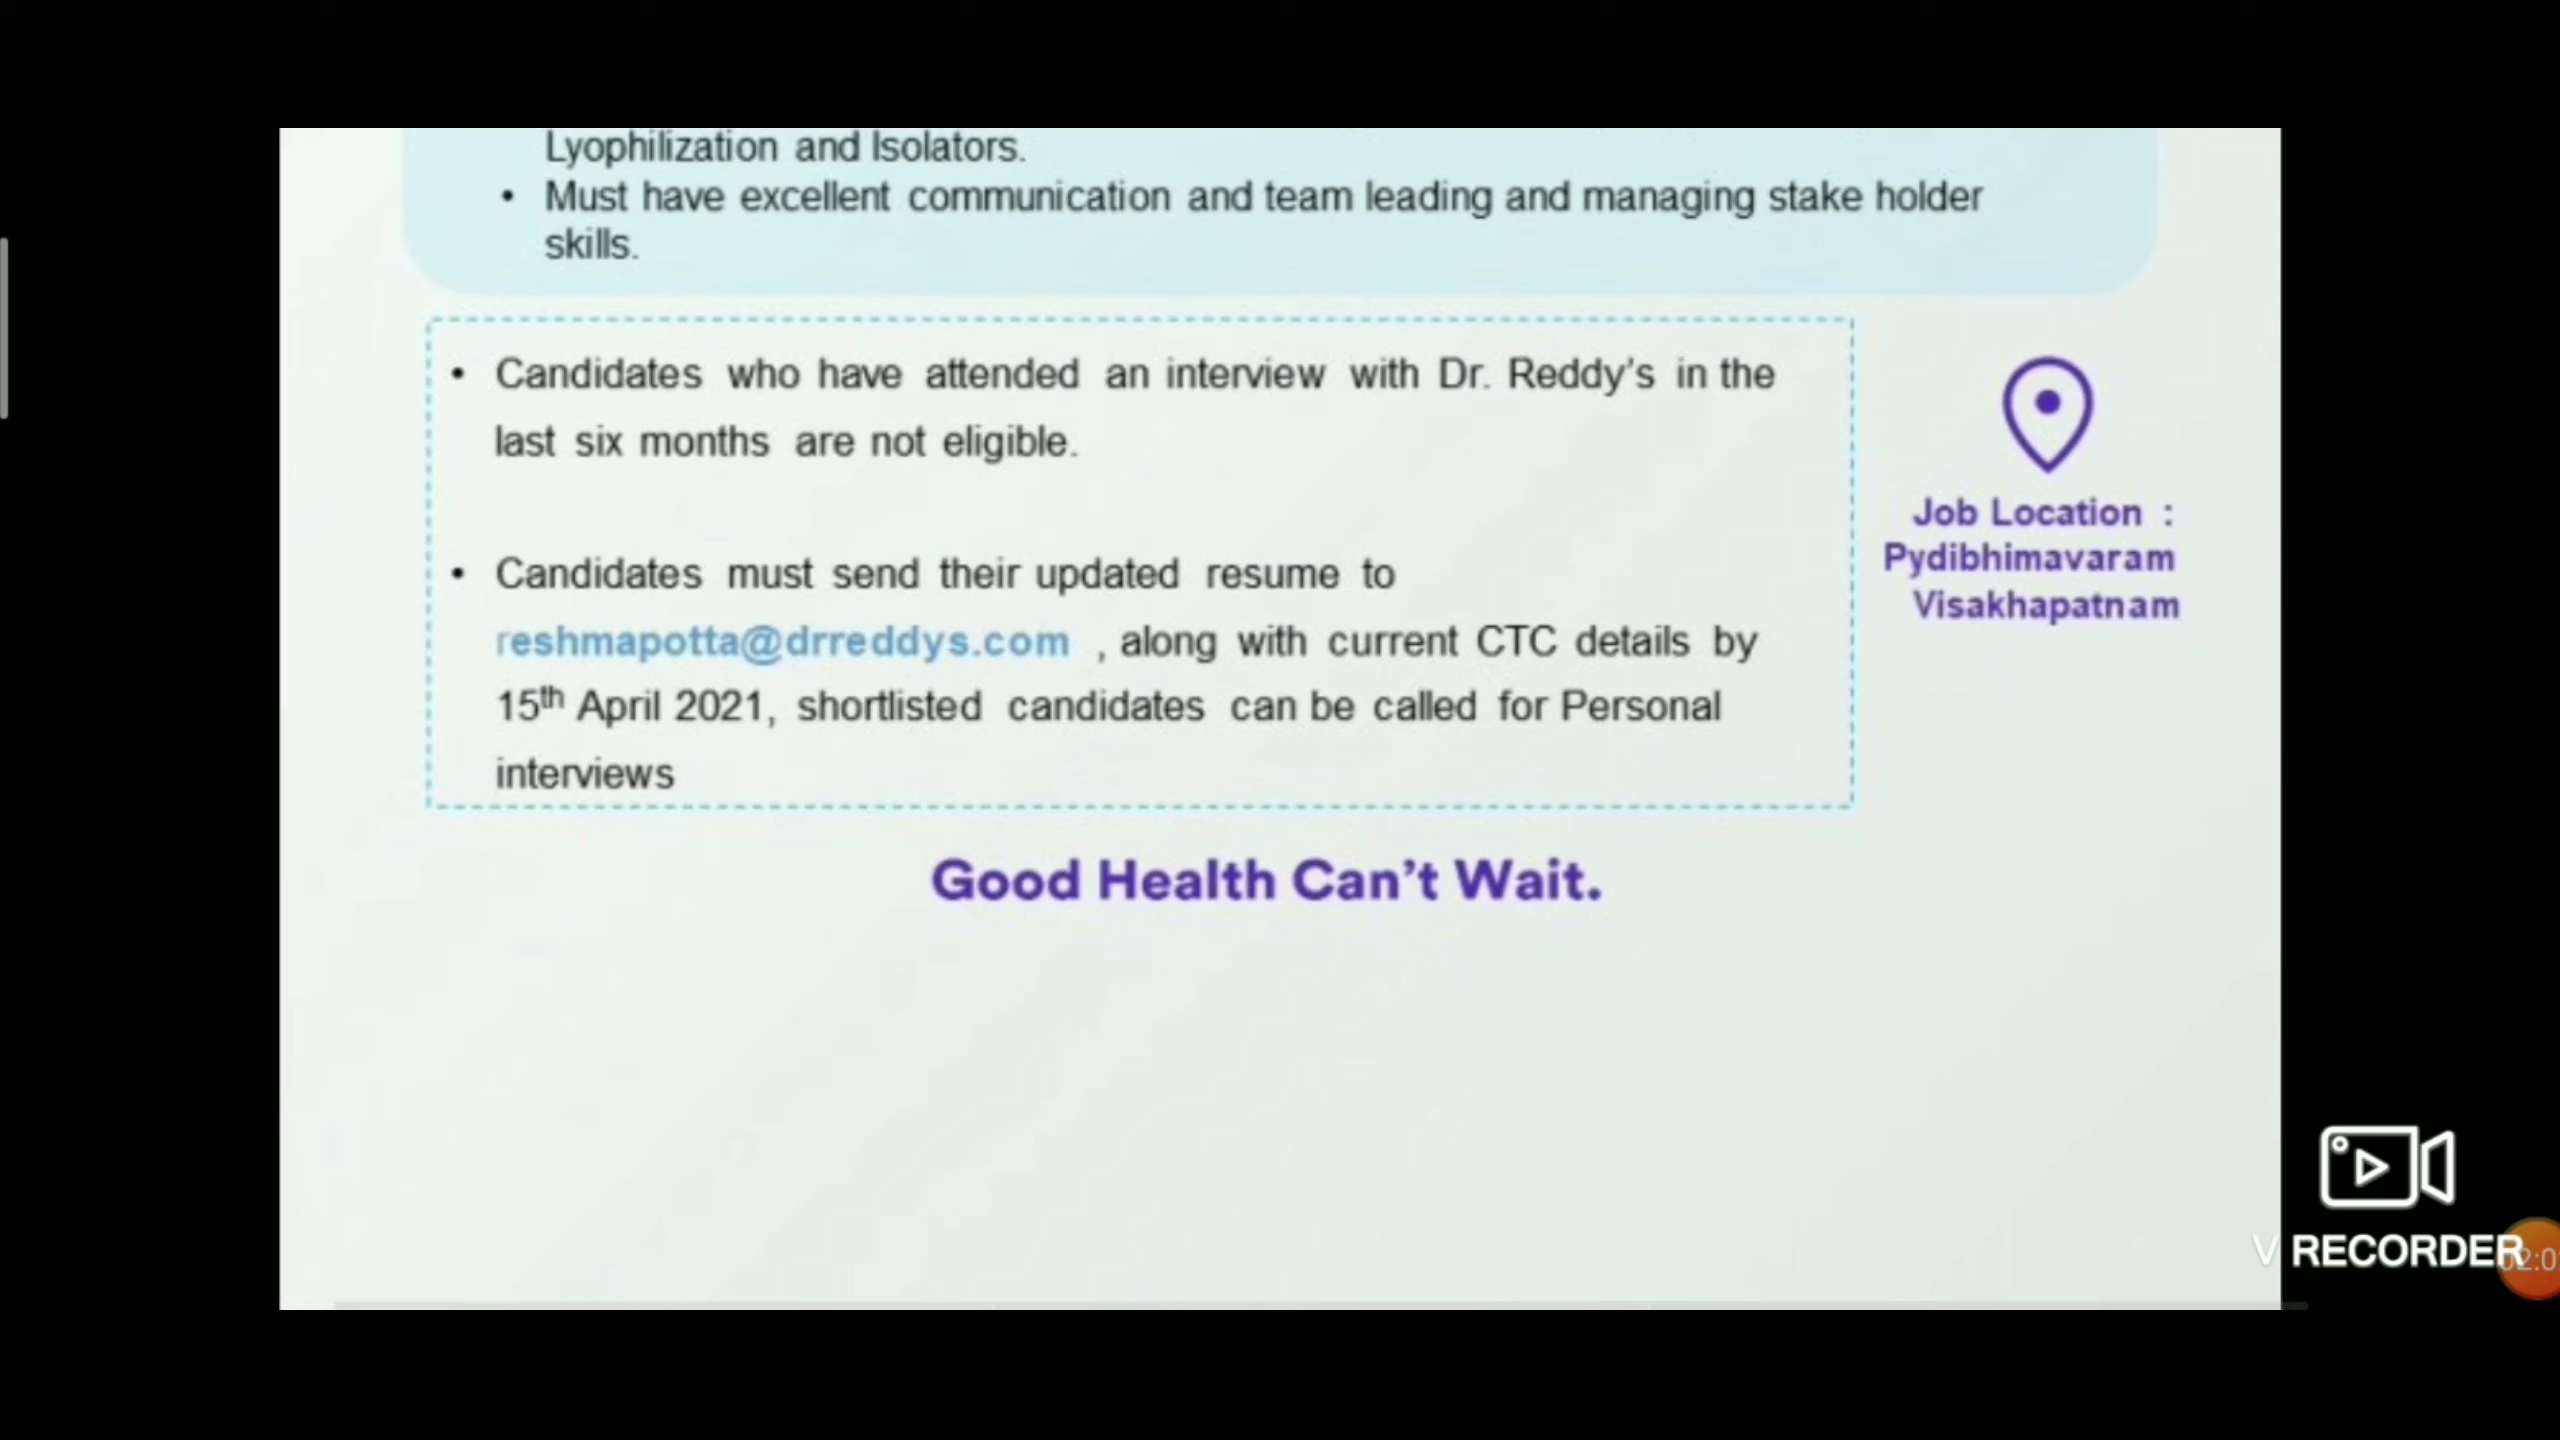 Lyophilization and Isolators.
• Must have excellent communication and team leading and managing stake holder
skills.
• Candidates who have attended an interview with Dr. Reddy's in the
last six months are not eligible.
• Candidates must send their updated resume to
reshmapotta@drreddys.com , along with current CTC details by
15th April 2021, shortlisted candidates can be called for Personal
interviews
Job Location :
Pydibhimavaram
Visakhapatnam
Good Health Can't Wait.
V RECORDER